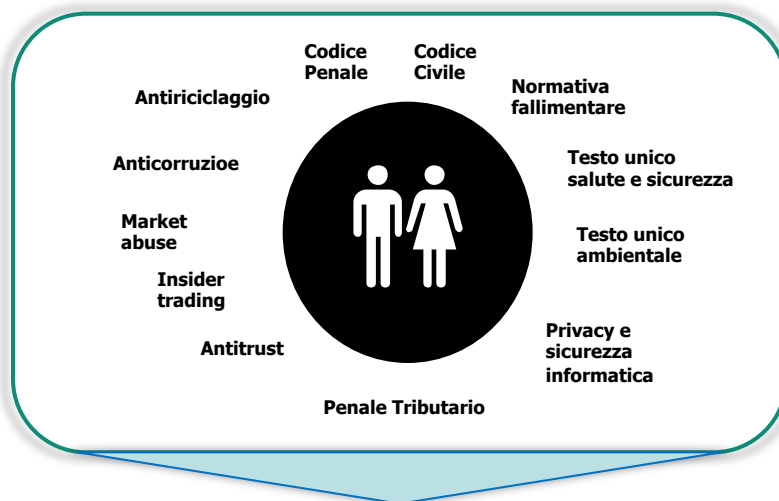 Codice
Penale
Codice
Civile
Antiriciclaggio
Normativa
fallimentare
Anticorruzioe
Testo unico
salute e sicurezza
Market
abuse
Testo unico
ambientale
Insider
trading
Antitrust
Privacy e
sicurezza
informatica
Penale Tributario